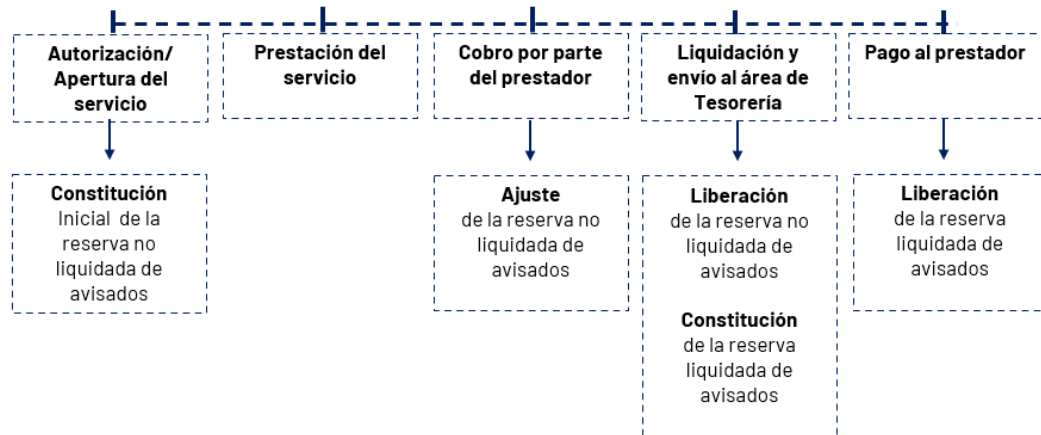 Autorización/
Apertura del
servicio
Prestación del
servicio
Cobro por parte
del prestador
Liquidación y
envío al área de
Tesorería
Pago al prestador
Constitución
Inicial de la
reserva no
liquidada de
avisados
Ajuste
de la reserva no
liquidada de
avisados
Liberación
de la reserva no
liquidada de
avisados
Constitución
de la reserva
liquidada de
avisados
Liberación
de la reserva
liquidada de
avisados